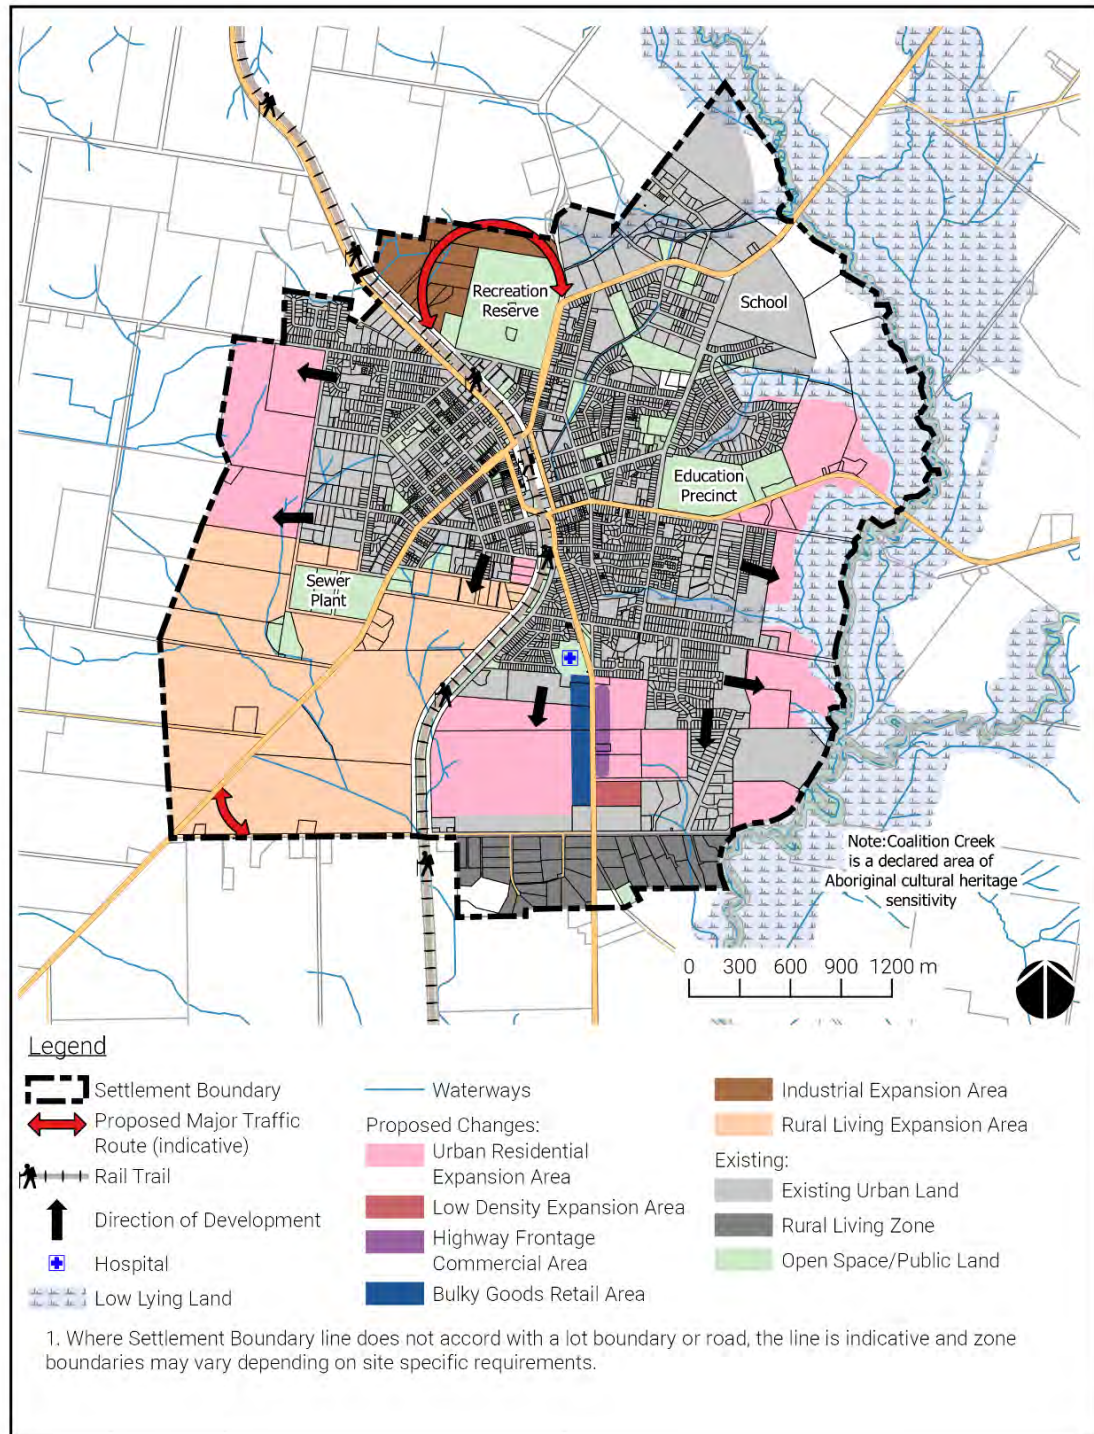 Recreation
Reserve
School
Education
Precinct
Sewer
Plant
Note:Coalition Creek
is a declared area of
Aboriginal cultural heritage
sensitivity
0 300 600 900 1200 m
Legend
Settlement Boundary
Proposed Major Traffic
Route (indicative)
Rail Trail
Direction of Development
Hospital
Low Lying Land
Waterways
Proposed Changes:
Urban Residential
Expansion Area
Low Density Expansion Area
Highway Frontage
Commercial Area
Bulky Goods Retail Area
Industrial Expansion Area
Rural Living Expansion Area
Existing:
Existing Urban Land
Rural Living Zone
Open Space/Public Land
1. Where Settlement Boundary line does not accord with a lot boundary or road, the line is indicative and zone
boundaries may vary depending on site specific requirements.